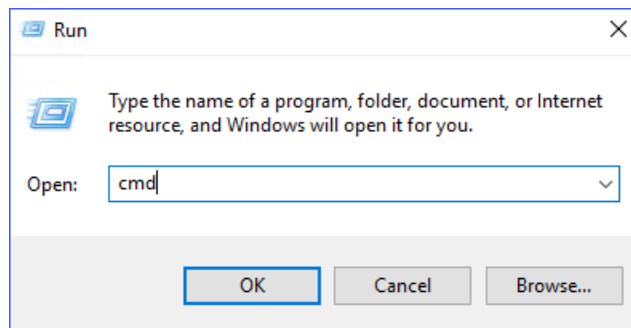 Run
Type the name of a program, folder, document, or Internet
resource, and Windows will open it for you.
Open: cmd
OK Cancel Browse...